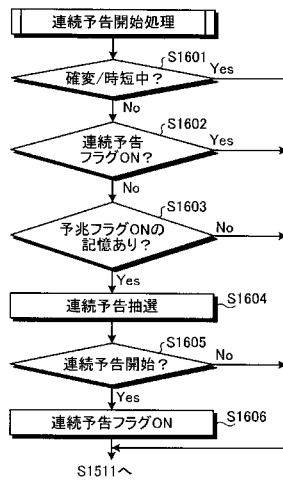 連続予告開始処理
S1601
確変/時短中？
Yes
No
S1602
連続予告
フラグON？
Yes
No
S1603
予兆フラグONの
記憶あり？
No
Yes
S1604
連続予告抽選
S1605
連続予告開始？
No
Yes
S1606
連続予告フラグON
S1511へ